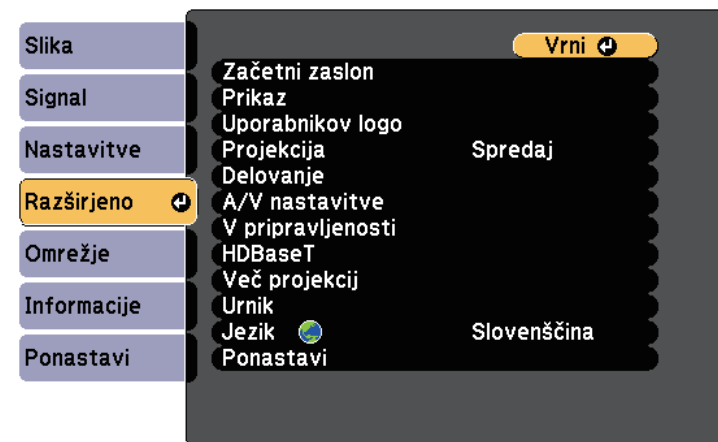 Slika
Signal
Nastavitve
Razširjeno
Omrežje
Informacije
Ponastavi
Vrni
Začetni zaslon
Prikaz
Uporabnikov logo
Projekcija Spredaj
Delovanje
A/V nastavitve
V pripravljenosti
HDBaseT
Več projekcij
Urnik
Jezik Slovenščina
Ponastavi